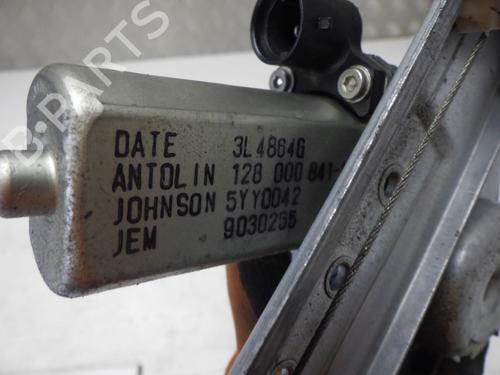 B-PARTS
DATE 3L4864G
ANTOLIN 128 000 841-
JOHNSON 5YY0042
JEM 9030255